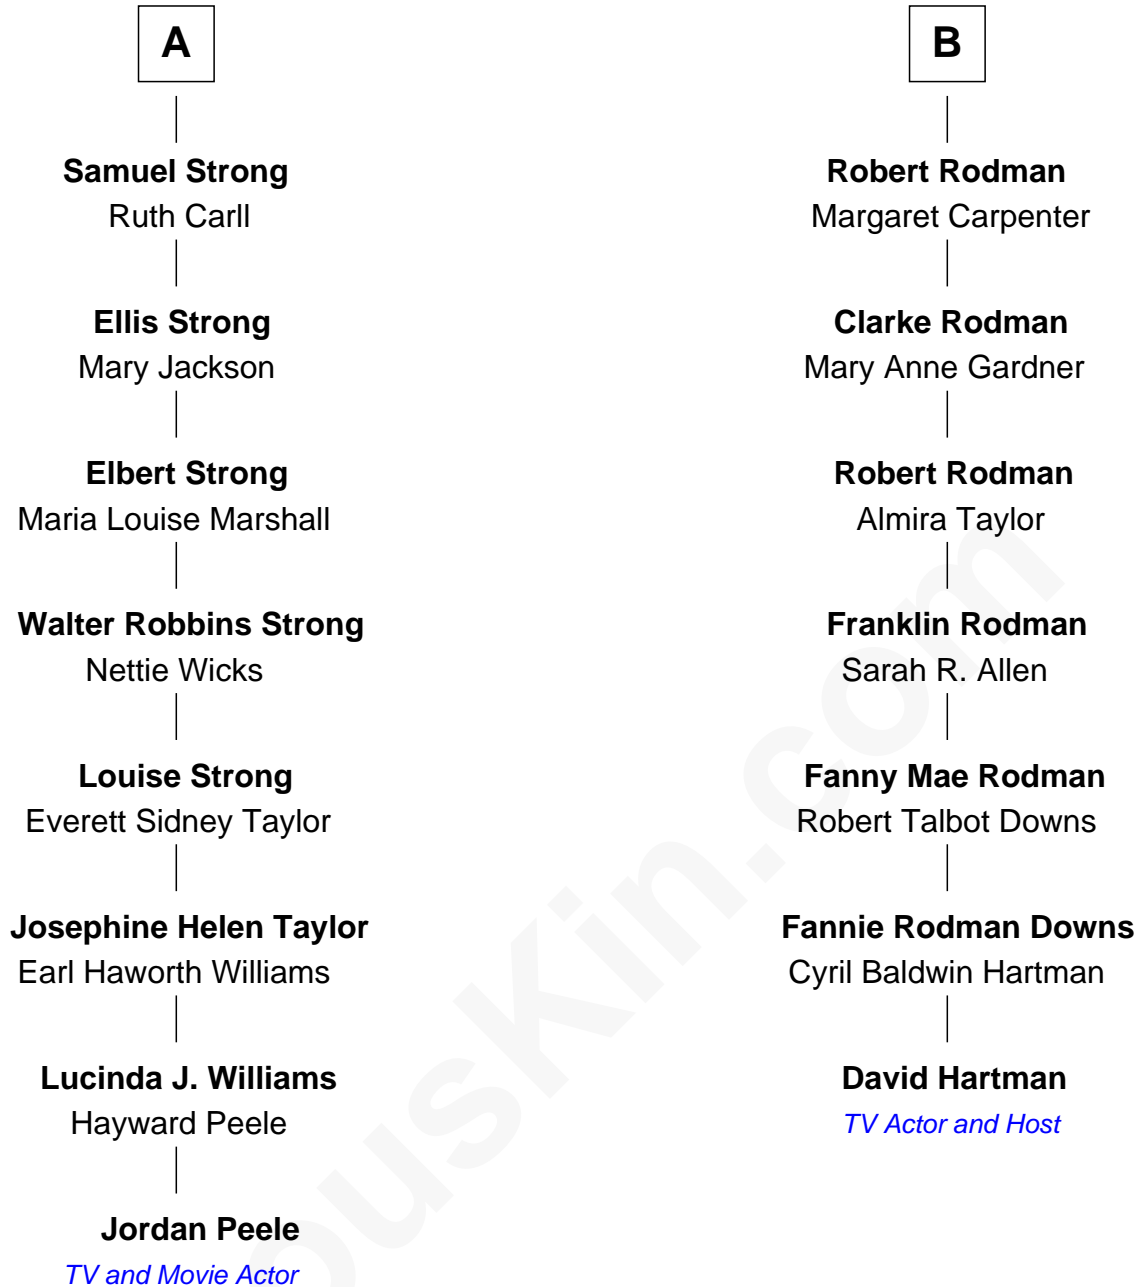 A
Samuel Strong
Ruth Carll
Ellis Strong
Mary Jackson
Elbert Strong
Maria Louise Marshall
Walter Robbins Strong
Nettie Wicks
Louise Strong
Everett Sidney Taylor
Josephine Helen Taylor
Earl Haworth Williams
Lucinda J. Williams
Hayward Peele
Jordan Peele
TV and Movie Actor
B
Robert Rodman
Margaret Carpenter
Clarke Rodman
Mary Anne Gardner
Robert Rodman
Almira Taylor
Franklin Rodman
Sarah R. Allen
Fanny Mae Rodman
Robert Talbot Downs
Fannie Rodman Downs
Cyril Baldwin Hartman
David Hartman
TV Actor and Host
ousKin.com